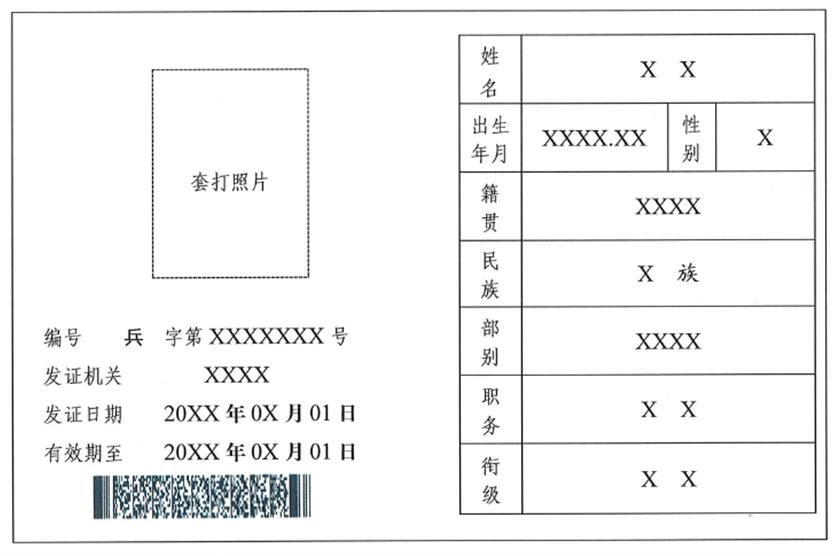 套打照片
编号 兵 字第 XXXXXXX 号
发证机关 XXXX
发证日期 20XX 年 0X 月 01 日
有效期至 20XX 年 0X 月 01 日
姓名 X X
出生年月 XXXX.XX 性别 X
籍贯 XXXX
民族 X 族
部别 XXXX
职务 X X
衔级 X X